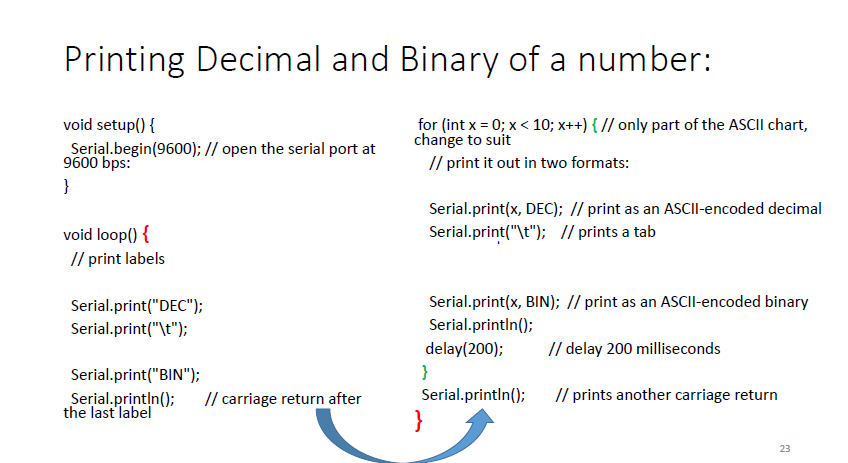 Printing Decimal and Binary of a number:
void setup() {
Serial.begin(9600); // open the serial port at
9600 bps:
}
void loop() {
// print labels
Serial.print("DEC");
Serial.print("\t");
Serial.print("BIN");
Serial.println(); // carriage return after
the last label
for (int x = 0; x < 10; x++) { // only part of the ASCII chart,
change to suit
// print it out in two formats:
Serial.print(x, DEC); // print as an ASCII-encoded decimal
Serial.print("\t"); // prints a tab
Serial.print(x, BIN); // print as an ASCII-encoded binary
Serial.println();
delay(200); // delay 200 milliseconds
}
Serial.println(); // prints another carriage return
}
23